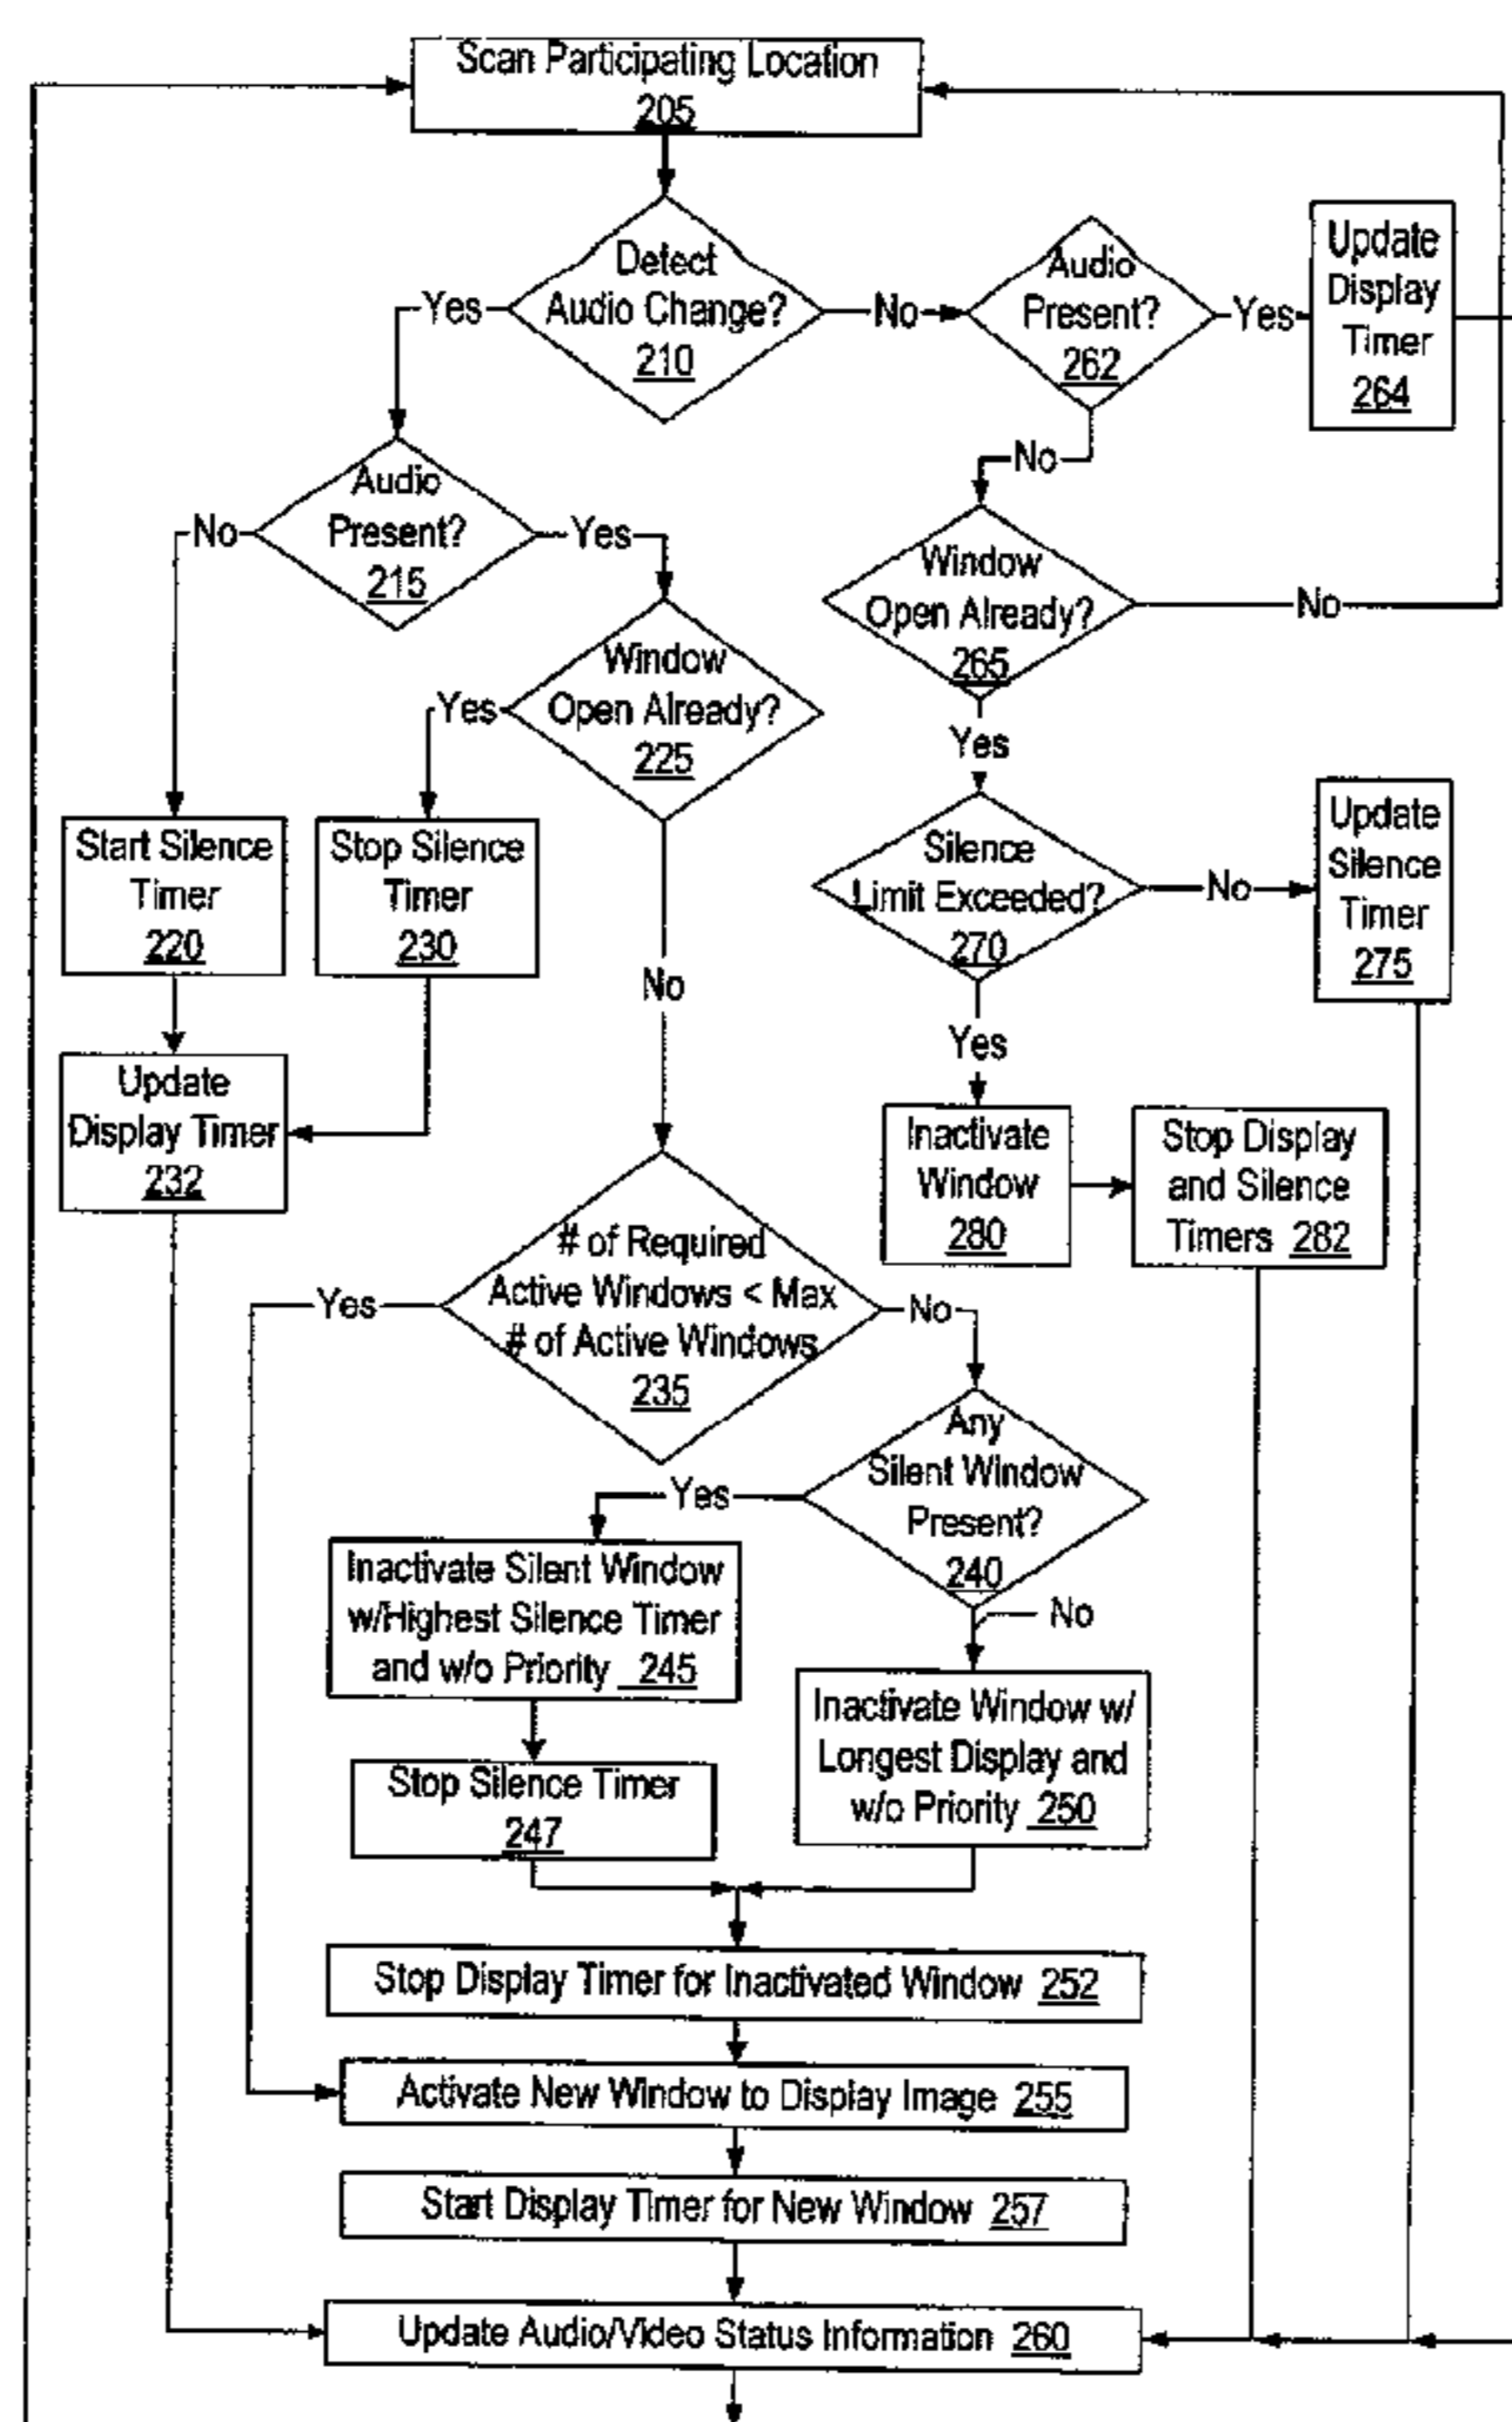 Scan Participating Location
205
Detect
Audio Change?
210
Yes
No
Audio
Present?
262
Yes
Update
Display
Timer
264
No
Audio
Present?
215
No
Yes
Window
Open Already?
265
No
Yes
Window
Open Already?
225
Yes
No
Start Silence
Timer
220
Stop Silence
Timer
230
Silence
Limit Exceeded?
270
No
Update
Silence
Timer
275
Yes
Update
Display Timer
232
Inactivate
Window
280
Stop Display
and Silence
Timers 282
# of Required
Active Windows < Max
# of Active Windows
235
Yes
No
Any
Silent Window
Present?
240
Yes
No
Inactivate Silent Window
w/Highest Silence Timer
and w/o Priority 245
Inactivate Window w/
Longest Display and
w/o Priority 250
Stop Silence Timer
247
Stop Display Timer for Inactivated Window 252
Activate New Window to Display Image 255
Start Display Timer for New Window 257
Update Audio/Video Status Information 260